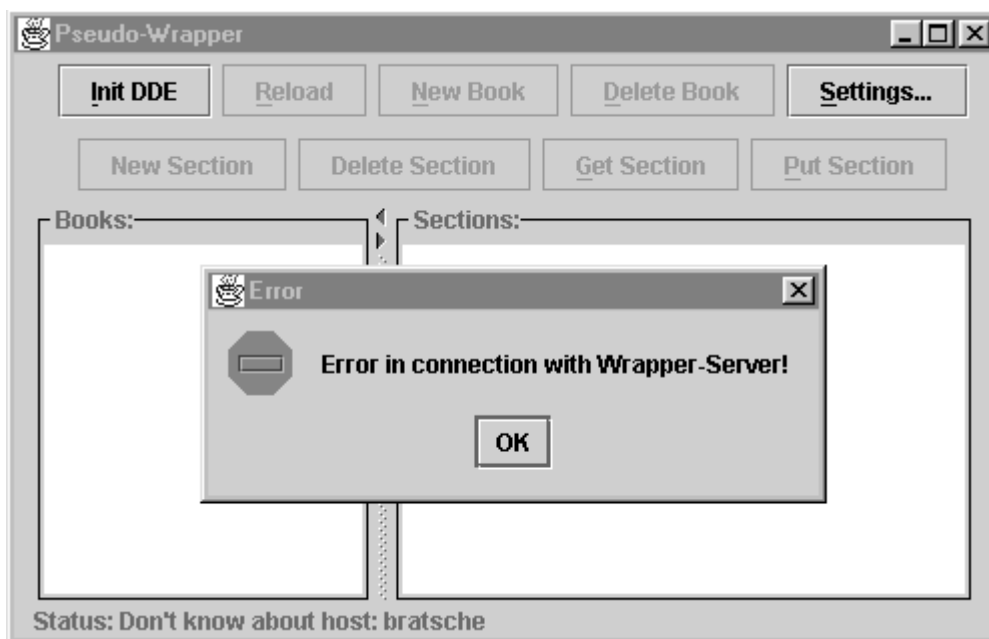 Pseudo-Wrapper
Init DDE Reload New Book Delete Book Settings...
New Section Delete Section Get Section Put Section
Books: Sections:
Error
Error in connection with Wrapper-Server!
OK
Status: Don't know about host: bratsche